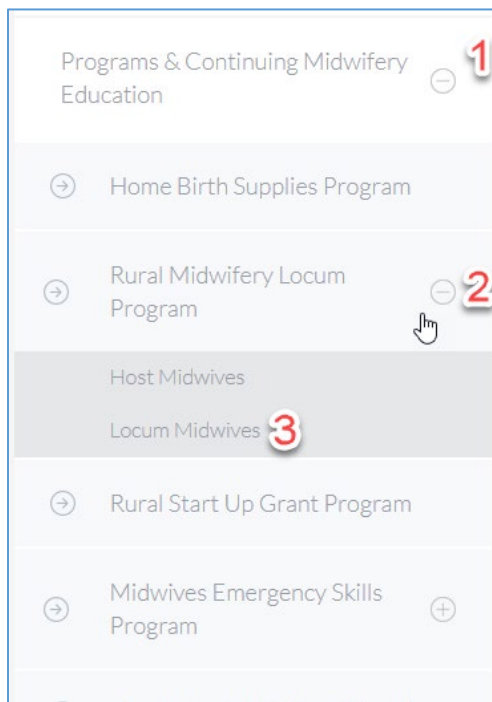 Programs & Continuing Midwifery 1
Education
Home Birth Supplies Program
Rural Midwifery Locum 2
Program
Host Midwives
Locum Midwives 3
Rural Start Up Grant Program
Midwives Emergency Skills
Program